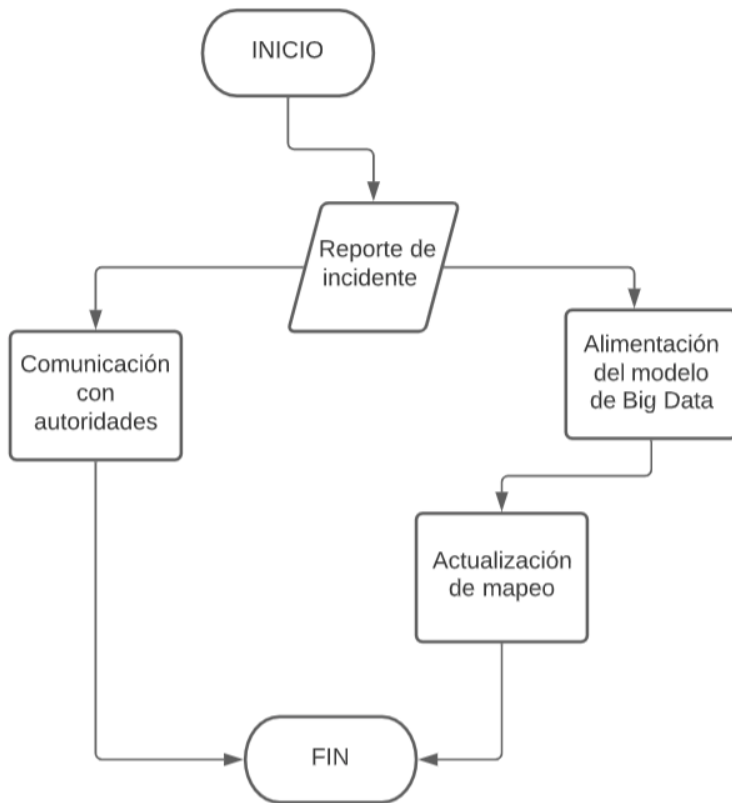 INICIO
Reporte de
incidente
Comunicación
con
autoridades
Alimentación
del modelo
de Big Data
Actualización
de mapeo
FIN